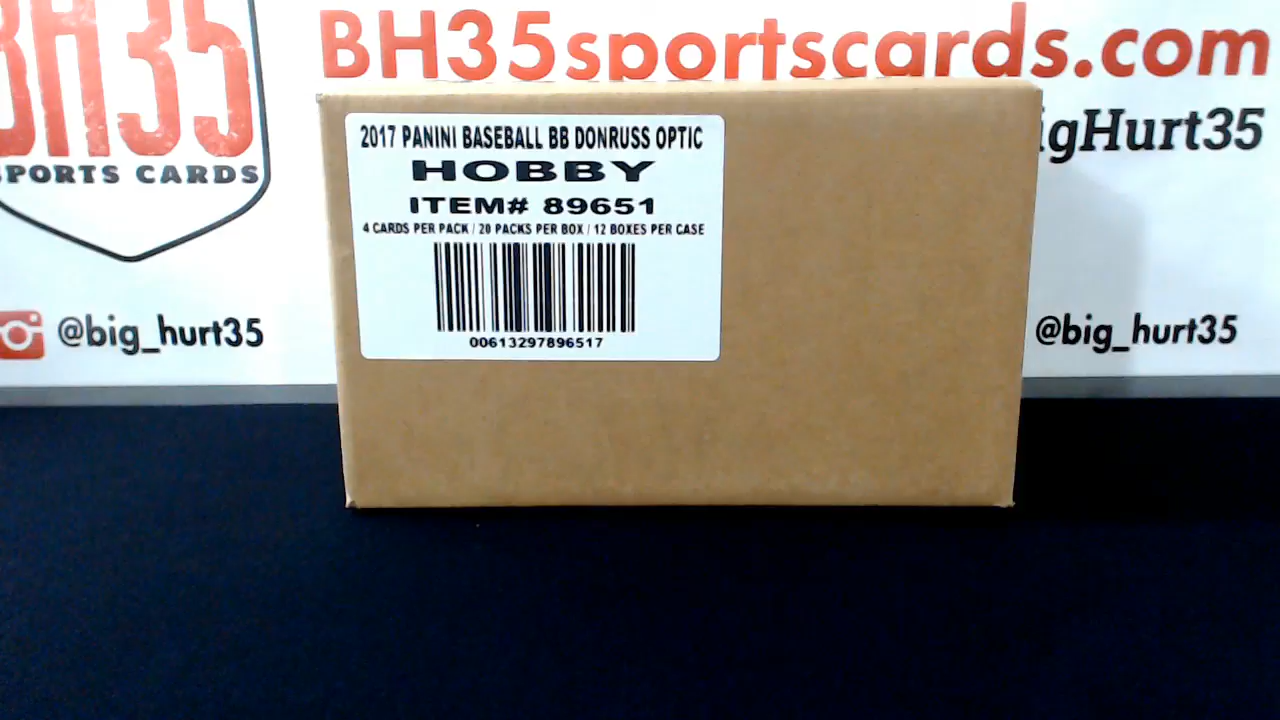 BH35
SPORTS CARDS
@big_hurt35
BH35sportscards.com
igHurt35
@big_hurt35
2017 PANINI BASEBALL BB DONRUSS OPTIC
HOBBY
ITEM# 89651
4 CARDS PER PACK / 20 PACKS PER BOX / 12 BOXES PER CASE
00613297896517